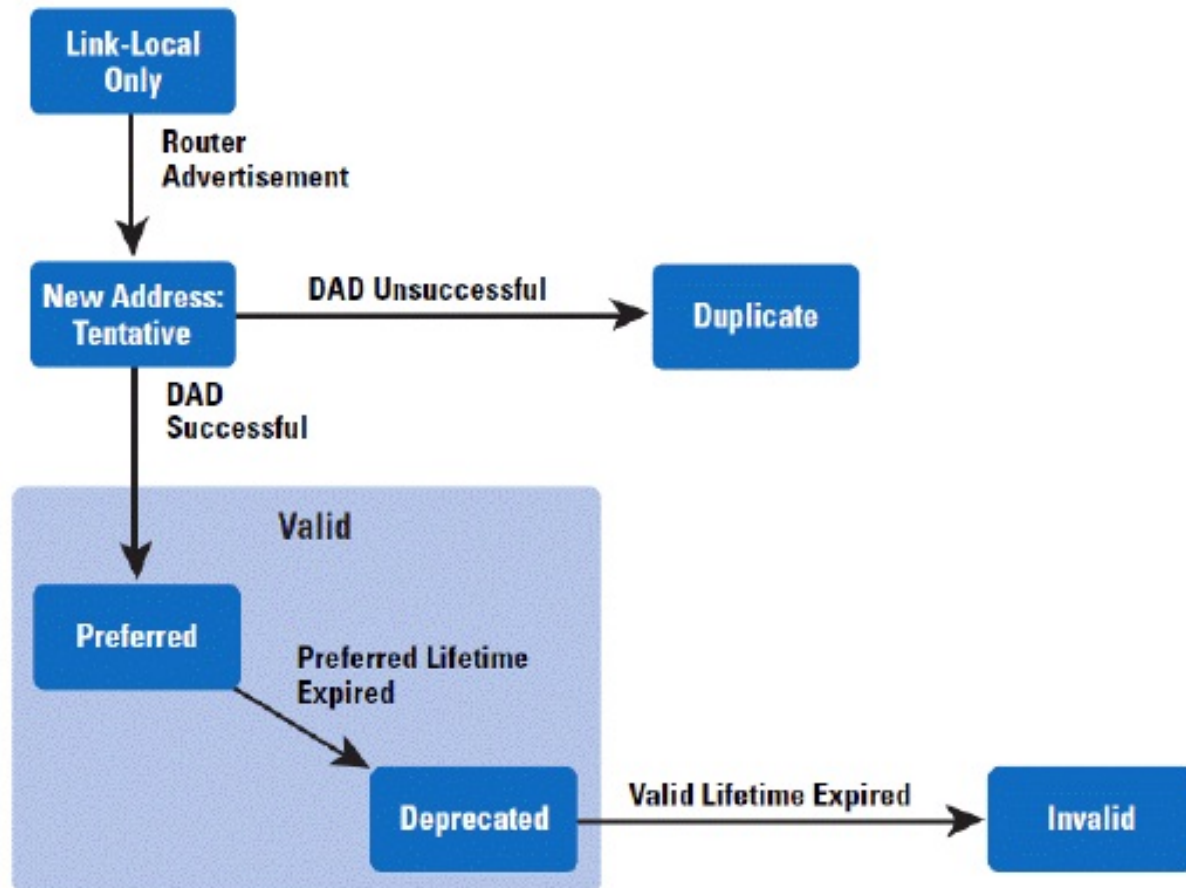 Link-Local
Only
Router
Advertisement
New Address:
Tentative
DAD Unsuccessful
Duplicate
DAD
Successful
Valid
Preferred
Preferred Lifetime
Expired
Deprecated
Valid Lifetime Expired
Invalid